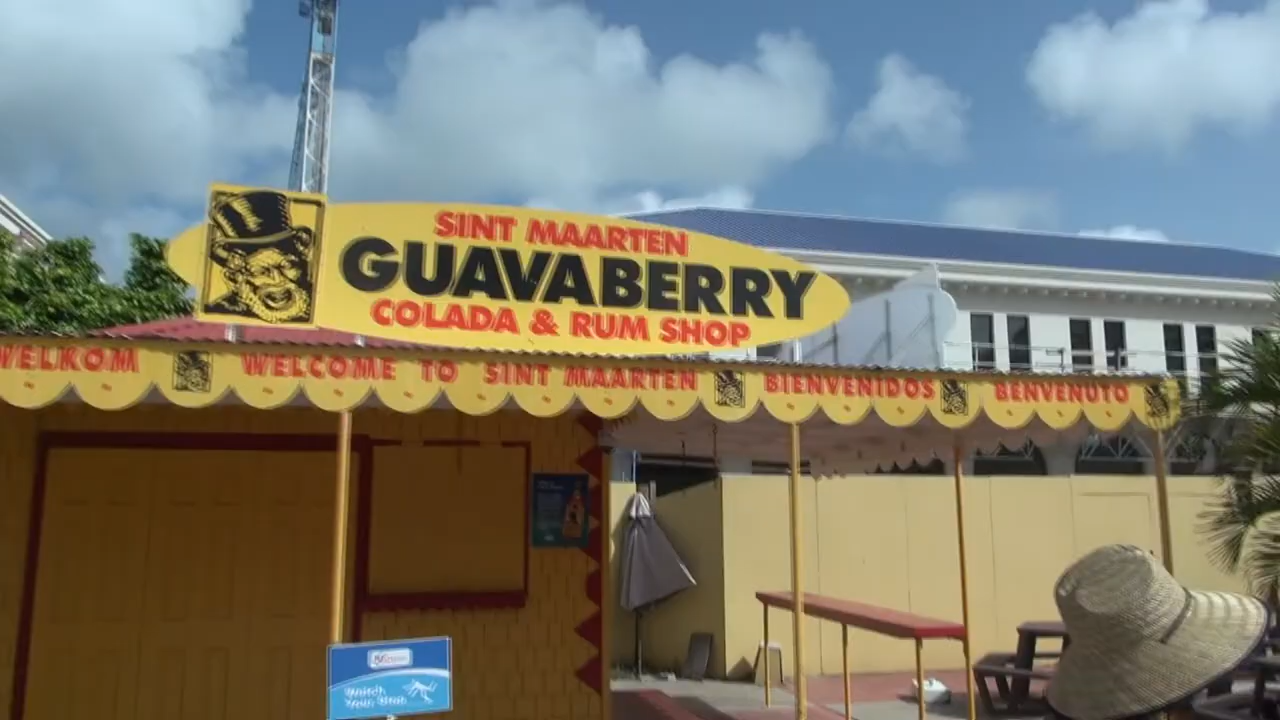 SINT MAARTEN
GUAVABERRY
COLADA & RUM SHOP
WELKOM WELCOME TO SINT MAARTEN BIENVENIDOS BENVENUTO
Watch
Your Step